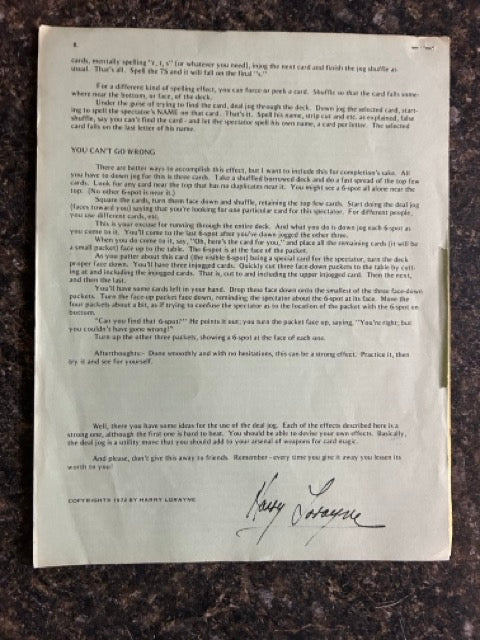 8.
cards, mentally spelling "r, i, s" (or whatever you need), injog the next card and finish the jog shuffle as
usual. That's all. Spell the 7S and it will fall on the final "s."
For a different kind of spelling effect, you can force or peek a card. Shuffle so that the card falls some-
where near the bottom, or face, of the deck.
Under the guise of trying to find the card, deal jog through the deck. Down jog the selected card, start-
ing to spell the spectator's NAME on that card. That's it. Spell his name, strip out and etc. as explained, false
shuffle, say you can't find the card - and let the spectator spell his own name, a card per letter. The selected
card falls on the last letter of his name.
YOU CAN'T GO WRONG
There are better ways to accomplish this effect, but I want to include this for completion's sake. All
you have to down jog for this is three cards. Take a shuffled borrowed deck and do a fast spread of the top few
cards. Look for any card near the top that has no duplicates near it. You might see a 6-spot all alone near the
top. (No other 6-spot is near it.)
Square the cards, turn them face down and shuffle, retaining the top few cards. Start doing the deal jog
(faces toward you) saying that you're looking for one particular card for this spectator. For different people,
you use different cards, etc.
This is your excuse for running through the entire deck. And what you do is down jog each 6-spot as
you come to it. You'll come to the last 6-spot after you've down jogged the other three.
When you do come to it, say, "Oh, here's the card for you," and place all the remaining cards (it will be
a small packet) face up to the table. The 6-spot is at the face of the packet.
As you patter about this card (the visible 6-spot) being a special card for the spectator, turn the deck
proper face down. You'll have three injogged cards. Quickly cut three face-down packets to the table by cutt-
ing at and including the injogged cards. That is, cut to and including the upper injogged card. Then the next,
and then the last.
You'll have some cards left in your hand. Drop these face down onto the smallest of the three face-down
packets. Turn the face-up packet face down, reminding the spectator about the 6-spot at its face. Move the
four packets about a bit, as if trying to confuse the spectator as to the location of the packet with the 6-spot on
bottom.
"Can you find that 6-spot?" He points it out; you turn the packet face up, saying, "You're right; but
you couldn't have gone wrong!"
Turn up the other three packets, showing a 6-spot at the face of each one.
Afterthoughts:- Done smoothly and with no hesitations, this can be a strong effect. Practice it, then
try it and see for yourself.
Well, there you have some ideas for the use of the deal jog. Each of the effects described here is a
strong one, although the first one is hard to beat. You should be able to devise your own effects. Basically,
the deal jog is a utility move that you should add to your arsenal of weapons for card magic.
And please, don't give this away to friends. Remember - every time you give it away you lessen its
worth to you!
COPYRIGHT© 1972 BY HARRY LORAYNE
Harry Lorayne